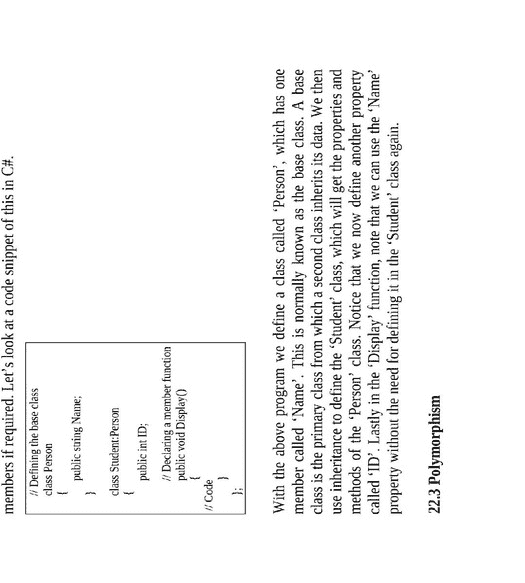 members if required. Let's look at a code snippet of this in C#.
// Defining the base class
class Person
{
public string Name;
}
class Student:Person
{
public int ID;
// Declaring a member function
public void Display()
{
// Code
}
};
With the above program we define a class called ‘Person’, which has one
member called ‘Name’. This is normally known as the base class. A base
class is the primary class from which a second class inherits its data. We then
use inheritance to define the ‘Student’ class, which will get the properties and
methods of the ‘Person’ class. Notice that we now define another property
called ‘ID’. Lastly in the ‘Display’ function, note that we can use the ‘Name’
property without the need for defining it in the ‘Student’ class again.
22.3 Polymorphism